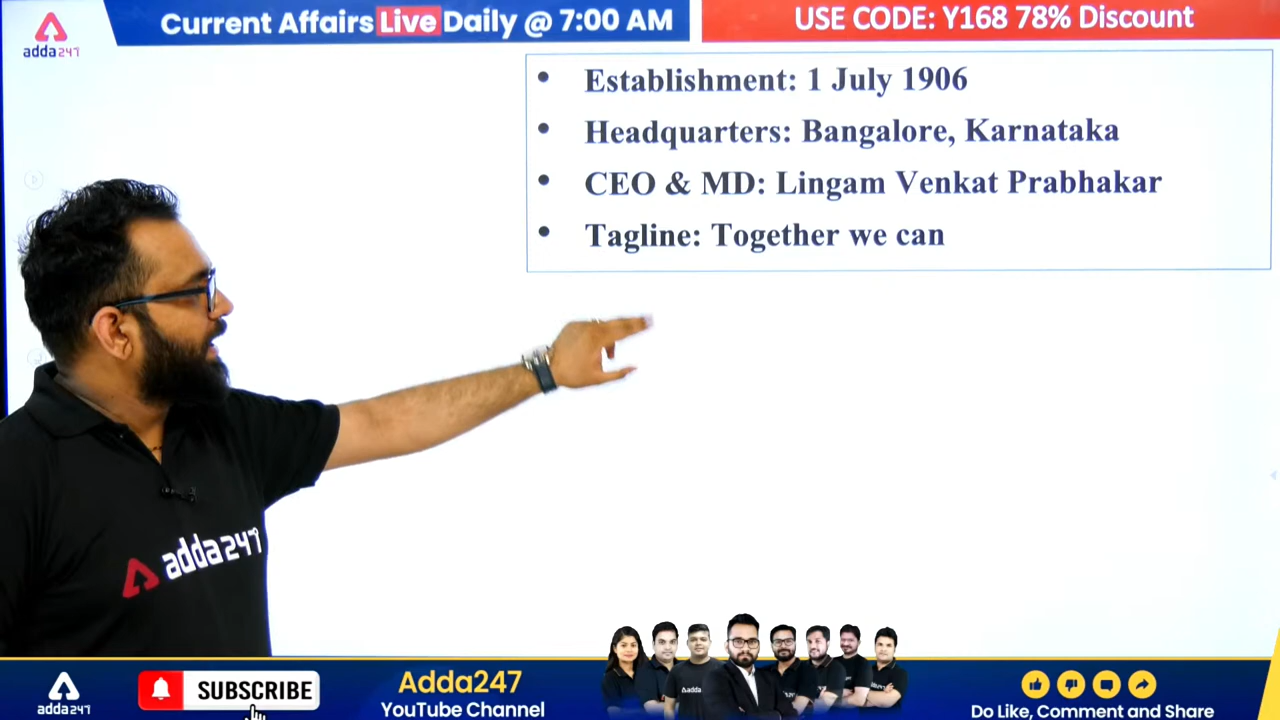 adda247
Current Affairs Live Daily @ 7:00 AM
USE CODE: Y168 78% Discount
• Establishment: 1 July 1906
• Headquarters: Bangalore, Karnataka
• CEO & MD: Lingam Venkat Prabhakar
• Tagline: Together we can
adda247
adda247
SUBSCRIBE
Adda247
YouTube Channel
Do Like, Comment and Share